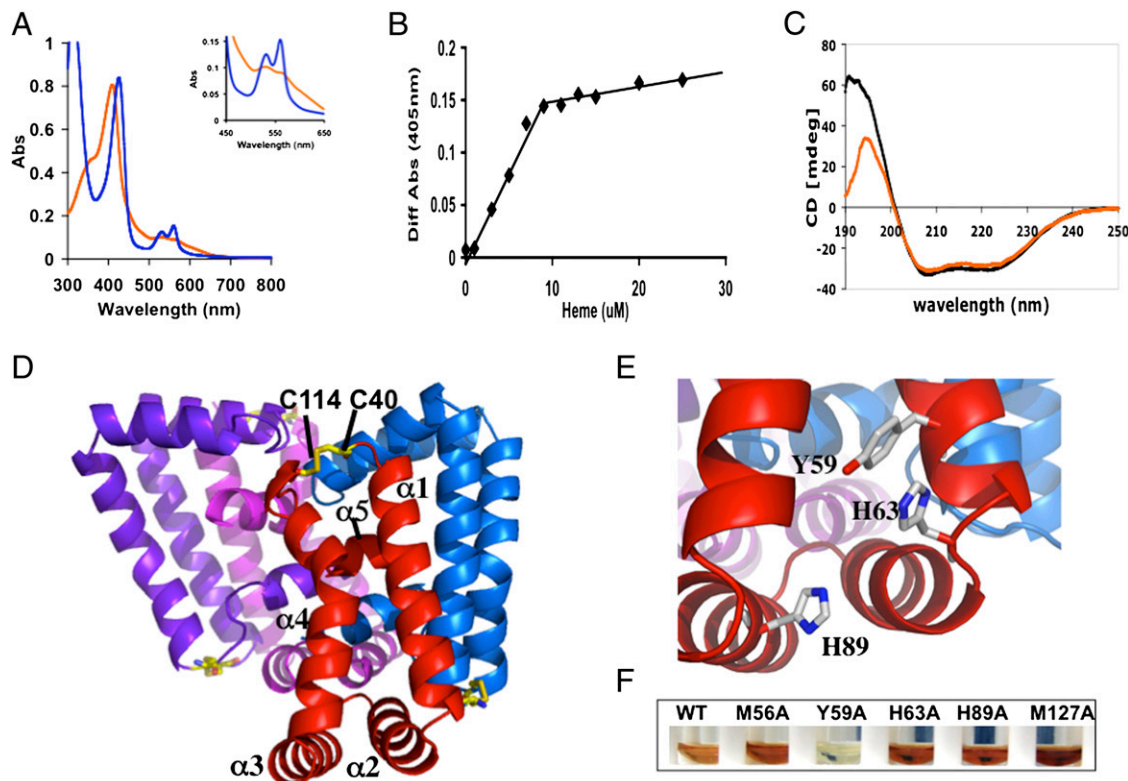 A
Abs
1
0.8
0.6
0.4
0.2
0
300 400 500 600 700 800
Wavelength (nm)
Abs
0.15
0.1
0.05
0
450 550 650
Wavelength (nm)
B
Diff Abs (405nm)
0.2
0.15
0.1
0.05
0
0 10 20 30
Heme (uM)
C
CD [mdeg]
80
60
40
20
0
-20
-40
190 200 210 220 230 240 250
wavelength (nm)
D
C114 C40
α1
α5
α4
α3 α2
E
Y59
H63
H89
F
WT M56A Y59A H63A H89A M127A